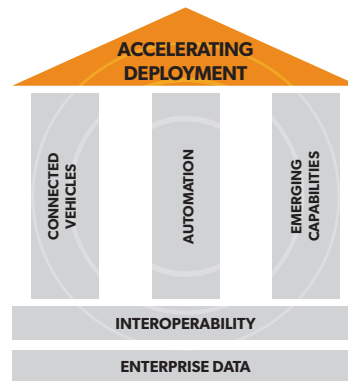 ACCELERATING
DEPLOYMENT
CONNECTED
VEHICLES
AUTOMATION
EMERGING
CAPABILITIES
INTEROPERABILITY
ENTERPRISE DATA